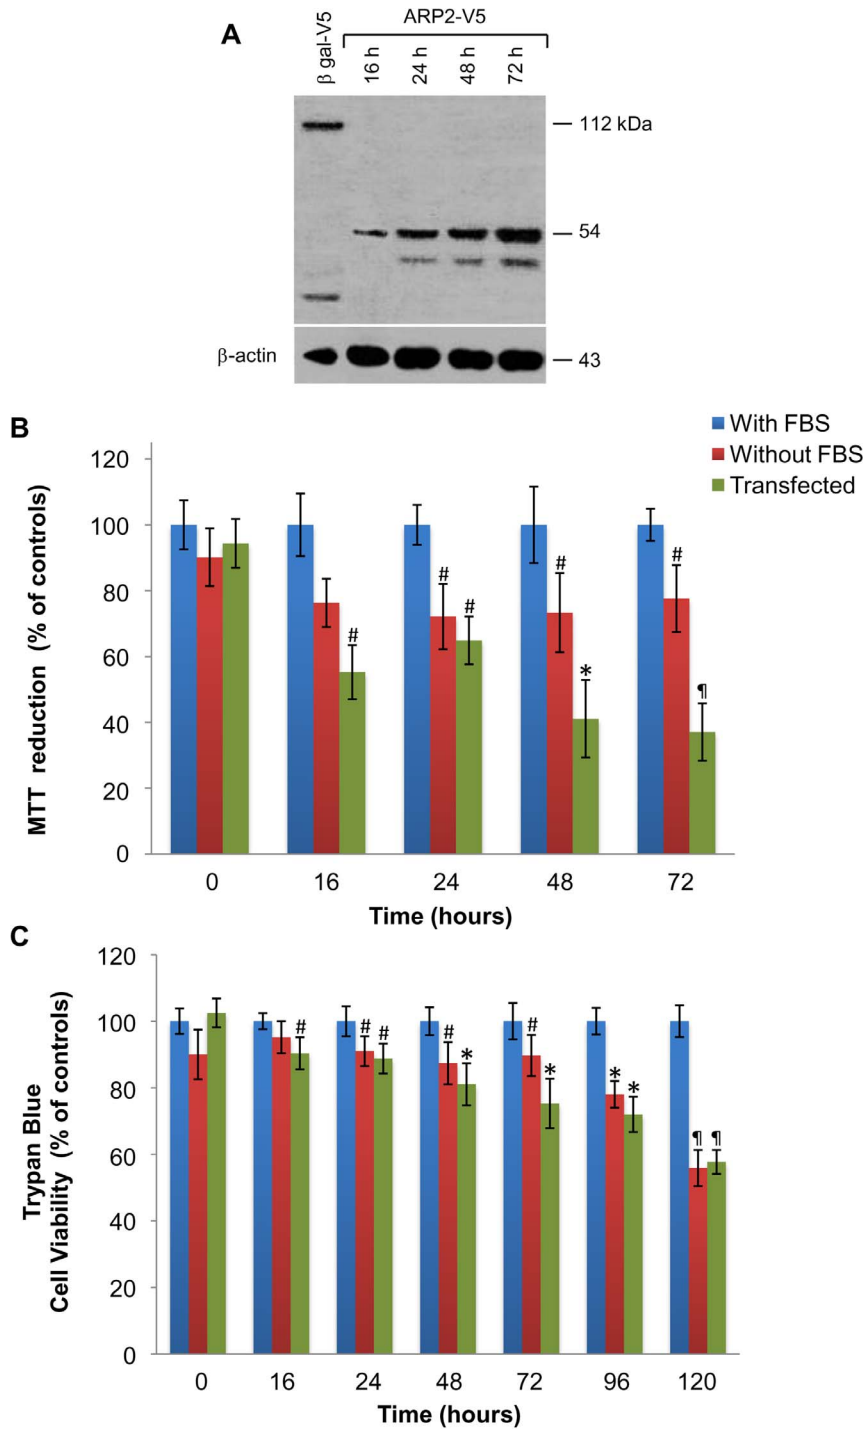 A
ARP2-V5
β gal-V5
16 h
24 h
48 h
72 h
112 kDa
54
β-actin
43
B
With FBS
Without FBS
Transfected
MTT reduction (% of controls)
120
100
80
60
40
20
0
# # # # * # ¶
0 16 24 48 72
Time (hours)
C
Trypan Blue
Cell Viability (% of controls)
120
100
80
60
40
20
0
# # # # * # * * * ¶ ¶
0 16 24 48 72 96 120
Time (hours)